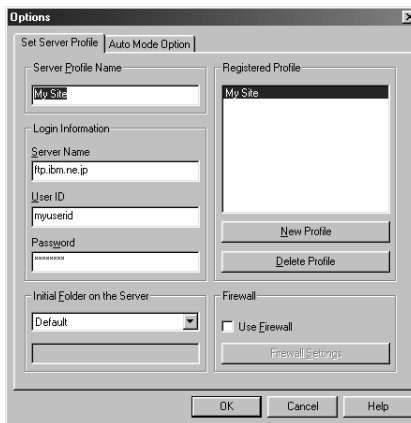 Options
Set Server Profile
Auto Mode Option
Server Profile Name
My Site
Login Information
Server Name
ftp.ibm.ne.jp
User ID
myuserid
Password
xxxxxxxx
Initial Folder on the Server
Default
Registered Profile
My Site
New Profile
Delete Profile
Firewall
Use Firewall
Firewall Settings
OK
Cancel
Help